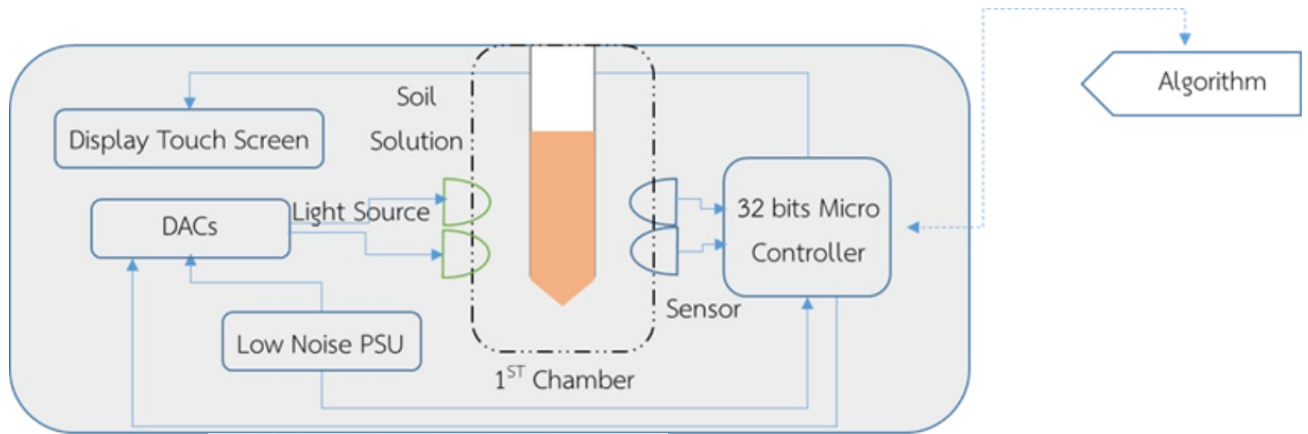 Algorithm
Soil
Solution
Display Touch Screen
Light Source
DACs
32 bits Micro
Controller
Sensor
Low Noise PSU
1ST Chamber